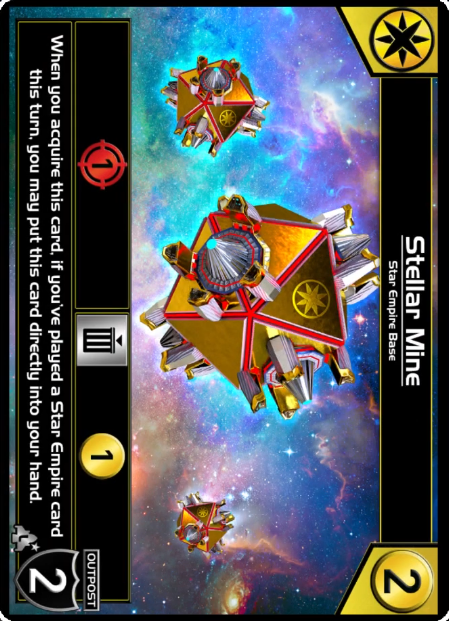 Stellar Mine
Star Empire Base
2
1
1
When you acquire this card, if you've played a Star Empire card
this turn, you may put this card directly into your hand.
OUTPOST
2